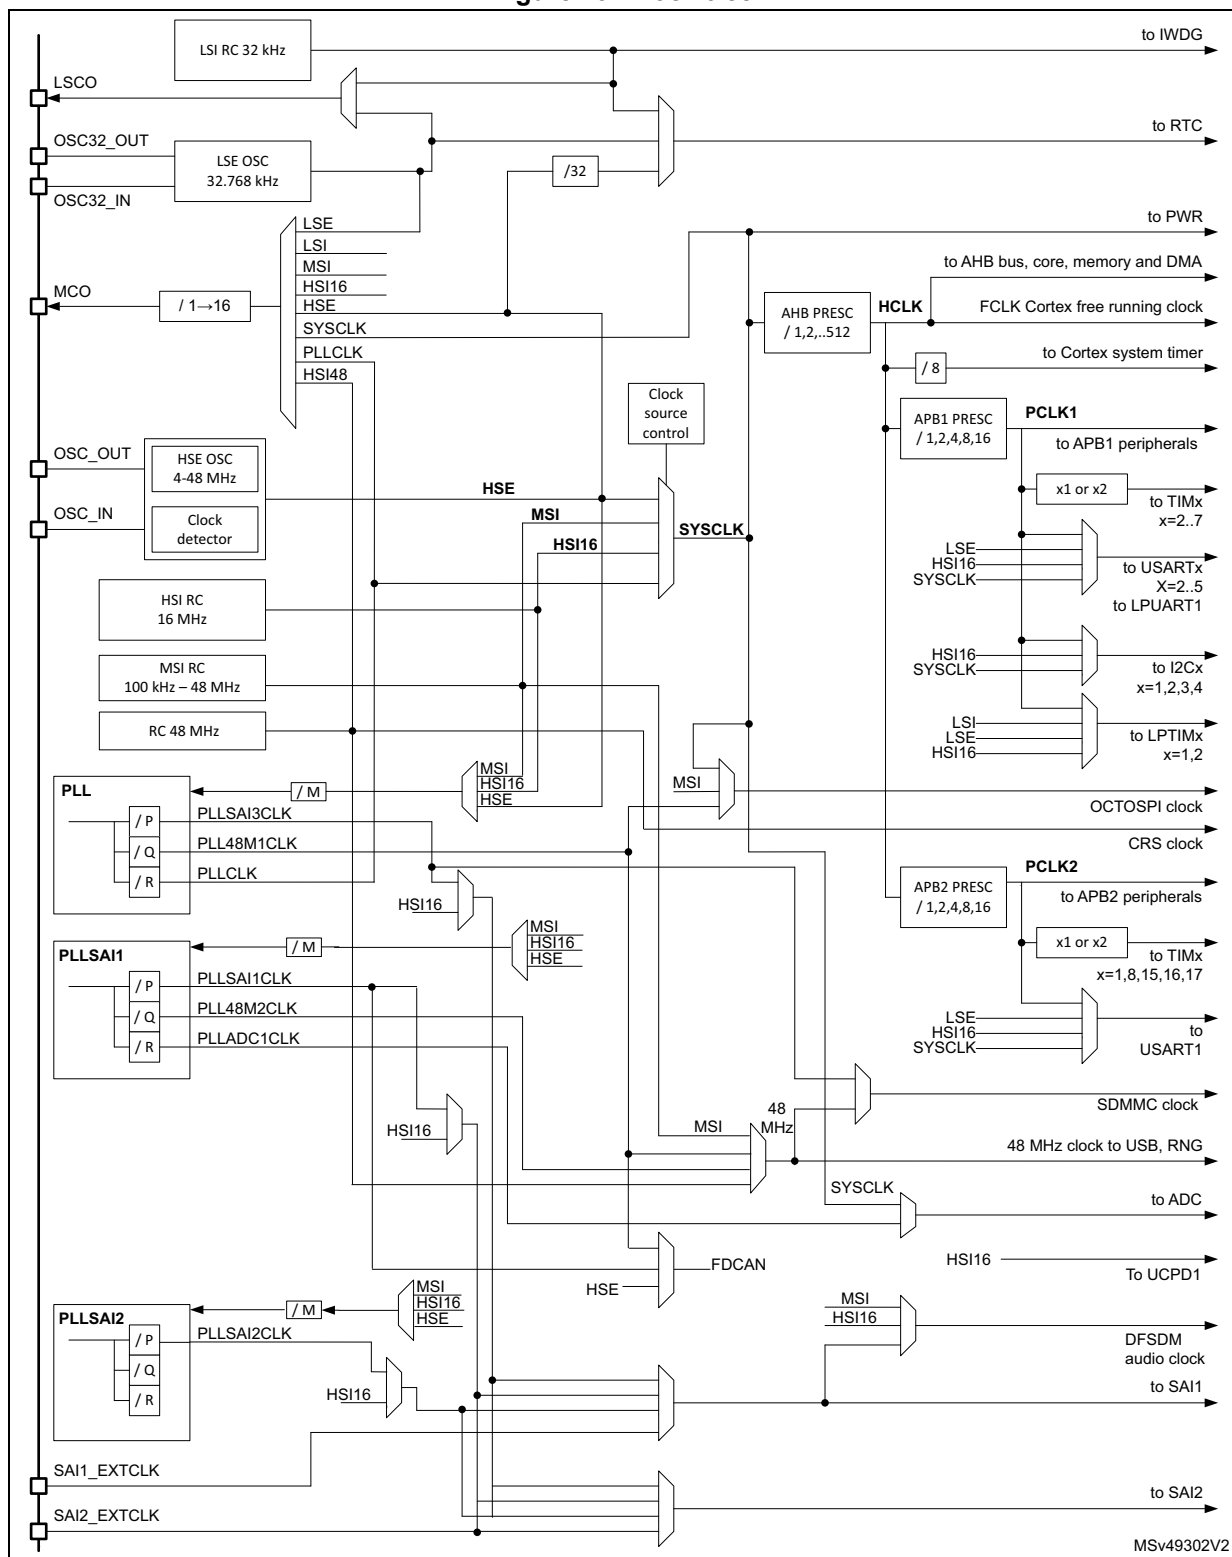 LSI RC 32 kHz
to IWDG
LSCO
to RTC
OSC32_OUT
LSE OSC
32.768 kHz
/32
OSC32_IN
to PWR
LSE
LSI
MSI
HSI16
HSE
SYSCLK
PLLCLK
HSI48
MCO
/ 1→16
to AHB bus, core, memory and DMA
AHB PRESC
/ 1,2,..512
HCLK
FCLK Cortex free running clock
to Cortex system timer
/ 8
Clock
source
control
APB1 PRESC
/ 1,2,4,8,16
PCLK1
to APB1 peripherals
OSC_OUT
HSE OSC
4-48 MHz
OSC_IN
Clock
detector
HSE
MSI
HSI16
SYSCLK
x1 or x2
to TIMx
x=2..7
LSE
HSI16
SYSCLK
to USARTx
X=2..5
to LPUART1
HSI RC
16 MHz
MSI RC
100 kHz – 48 MHz
RC 48 MHz
HSI16
SYSCLK
to I2Cx
x=1,2,3,4
LSI
LSE
HSI16
to LPTIMx
x=1,2
PLL
/ M
MSI
HSI16
HSE
MSI
OCTOSPI clock
/ P
PLLSAI3CLK
/ Q
PLL48M1CLK
/ R
PLLCLK
HSI16
CRS clock
APB2 PRESC
/ 1,2,4,8,16
PCLK2
to APB2 peripherals
PLLSAI1
/ M
MSI
HSI16
HSE
x1 or x2
to TIMx
x=1,8,15,16,17
/ P
PLLSAI1CLK
/ Q
PLL48M2CLK
/ R
PLLADC1CLK
LSE
HSI16
SYSCLK
to
USART1
HSI16
MSI
48
MHz
SDMMC clock
48 MHz clock to USB, RNG
SYSCLK
to ADC
FDCAN
HSE
HSI16
To UCPD1
PLLSAI2
/ M
MSI
HSI16
HSE
MSI
HSI16
DFSDM
audio clock
/ P
PLLSAI2CLK
/ Q
/ R
HSI16
to SAI1
SAI1_EXTCLK
SAI2_EXTCLK
to SAI2
MSv49302V2